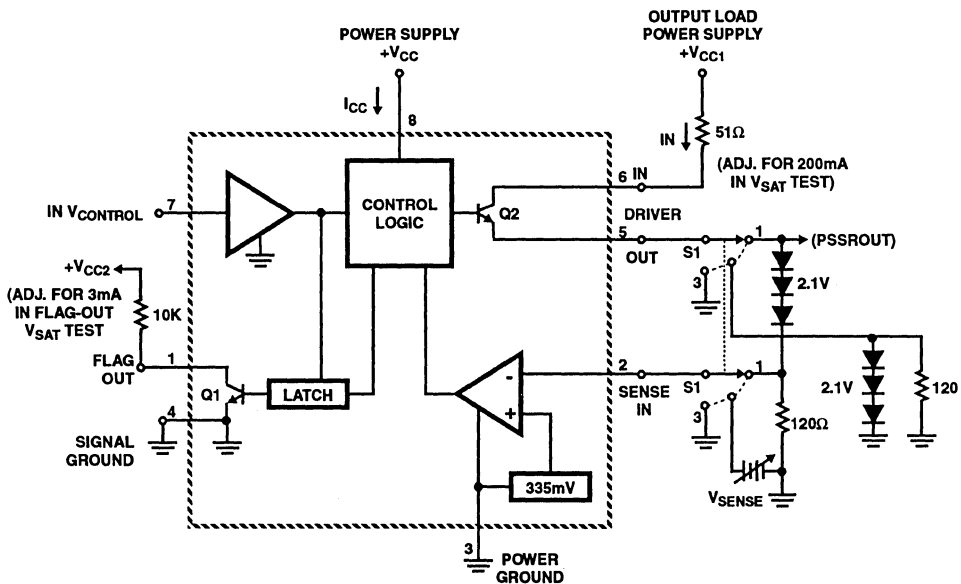 OUTPUT LOAD
POWER SUPPLY
+VCC1
POWER SUPPLY
+VCC
ICC
8
IN
51Ω
(ADJ. FOR 200mA
IN VSAT TEST)
6 IN
IN VCONTROL
7
CONTROL
LOGIC
Q2
DRIVER
5
OUT
S1
1
(PSSROUT)
3
2.1V
+VCC2
(ADJ. FOR 3mA
IN FLAG-OUT
VSAT TEST
10K
FLAG
OUT
1
Q1
LATCH
4
SIGNAL
GROUND
-
+
335mV
2
SENSE
IN
S1
1
3
2.1V
120
120Ω
VSENSE
3
POWER
GROUND